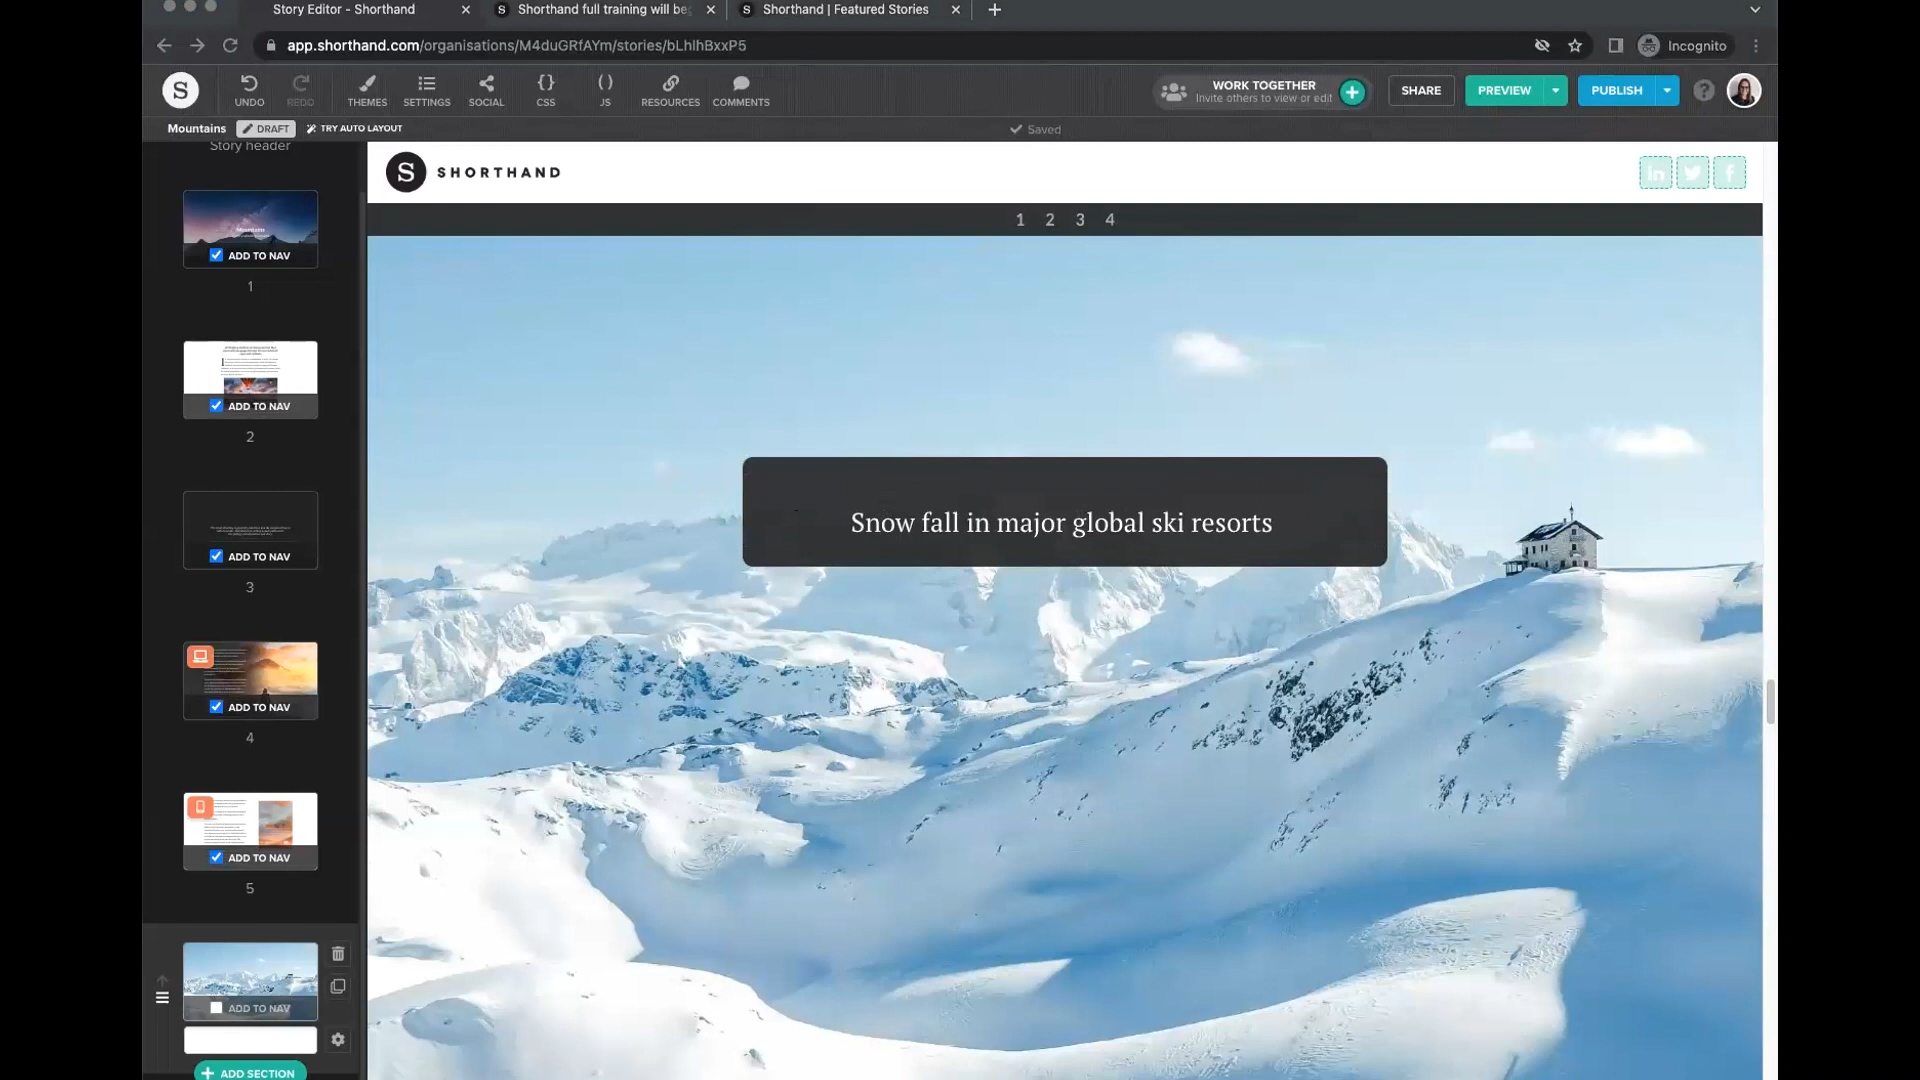 Story Editor - Shorthand
Shorthand full training will be
Shorthand | Featured Stories
app.shorthand.com/organisations/M4duGRfAYm/stories/bLhlhBxxP5
Incognito
S
UNDO
REDO
THEMES
SETTINGS
SOCIAL
{} CSS
() JS
RESOURCES
COMMENTS
WORK TOGETHER
Invite others to view or edit
SHARE
PREVIEW
PUBLISH
?
Mountains
DRAFT
TRY AUTO LAYOUT
Saved
Story header
S SHORTHAND
in f
1 2 3 4
Mountains
ADD TO NAV
1
ADD TO NAV
2
ADD TO NAV
3
ADD TO NAV
4
ADD TO NAV
5
ADD TO NAV
ADD SECTION
Snow fall in major global ski resorts